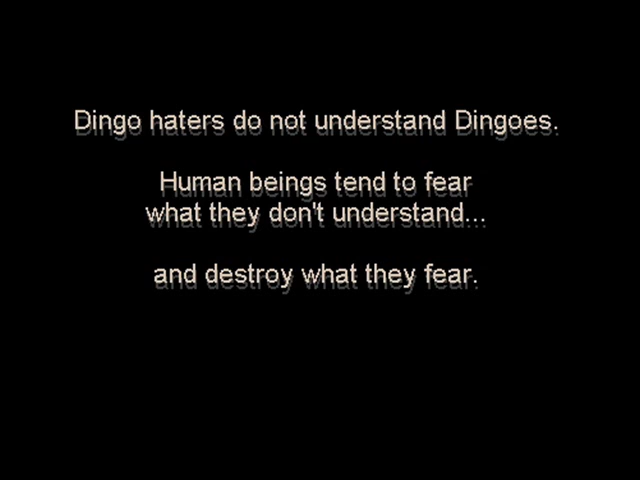 Dingo haters do not understand Dingoes.
Human beings tend to fear
what they don't understand...
and destroy what they fear.